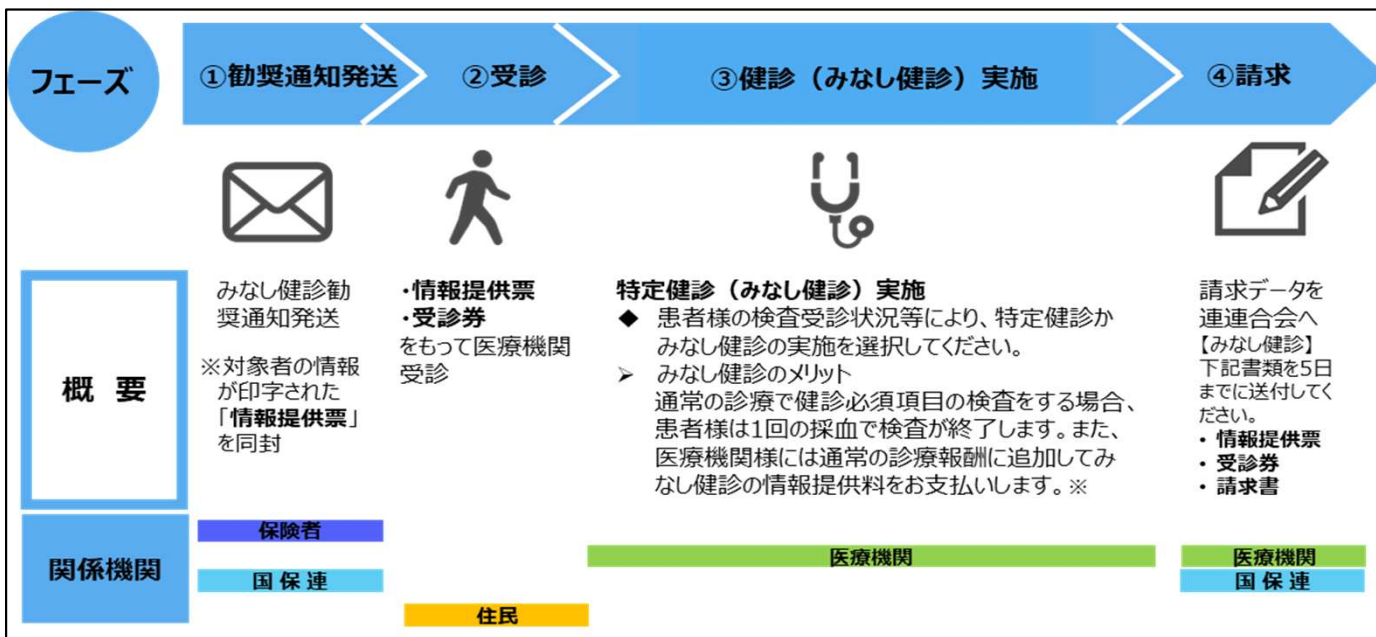 フェーズ
①勧奨通知発送
②受診
③健診（みなし健診）実施
④請求
概 要
みなし健診勧
奨通知発送
※対象者の情報
が印字された
「情報提供票」
を同封
・情報提供票
・受診券
をもって医療機関
受診
特定健診（みなし健診）実施
◆ 患者様の検査受診状況等により、特定健診か
みなし健診の実施を選択してください。
➢ みなし健診のメリット
通常の診療で健診必須項目の検査をする場合、
患者様は1回の採血で検査が終了します。また、
医療機関様には通常の診療報酬に追加してみ
なし健診の情報提供料をお支払いします。※
請求データを
連連合会へ
【みなし健診】
下記書類を5日
までに送付してく
ださい。
・ 情報提供票
・ 受診券
・ 請求書
関係機関
保険者
国保連
住民
医療機関
医療機関
国保連